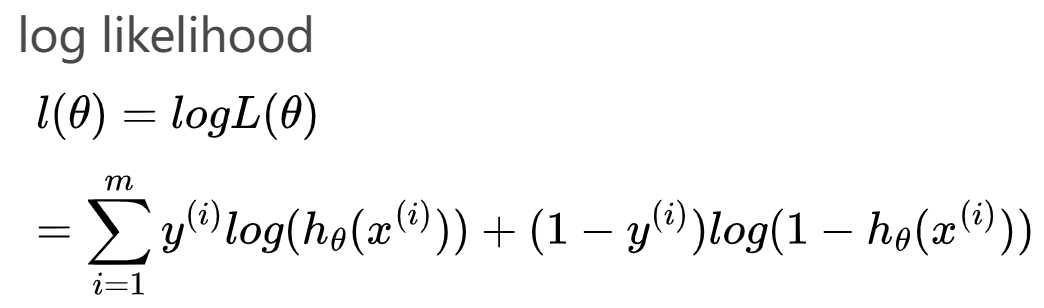 log likelihood
l(θ) = logL(θ)
= ∑_{i=1}^{m} y^{(i)}log(h_θ(x^{(i)})) + (1 − y^{(i)})log(1 − h_θ(x^{(i)}))